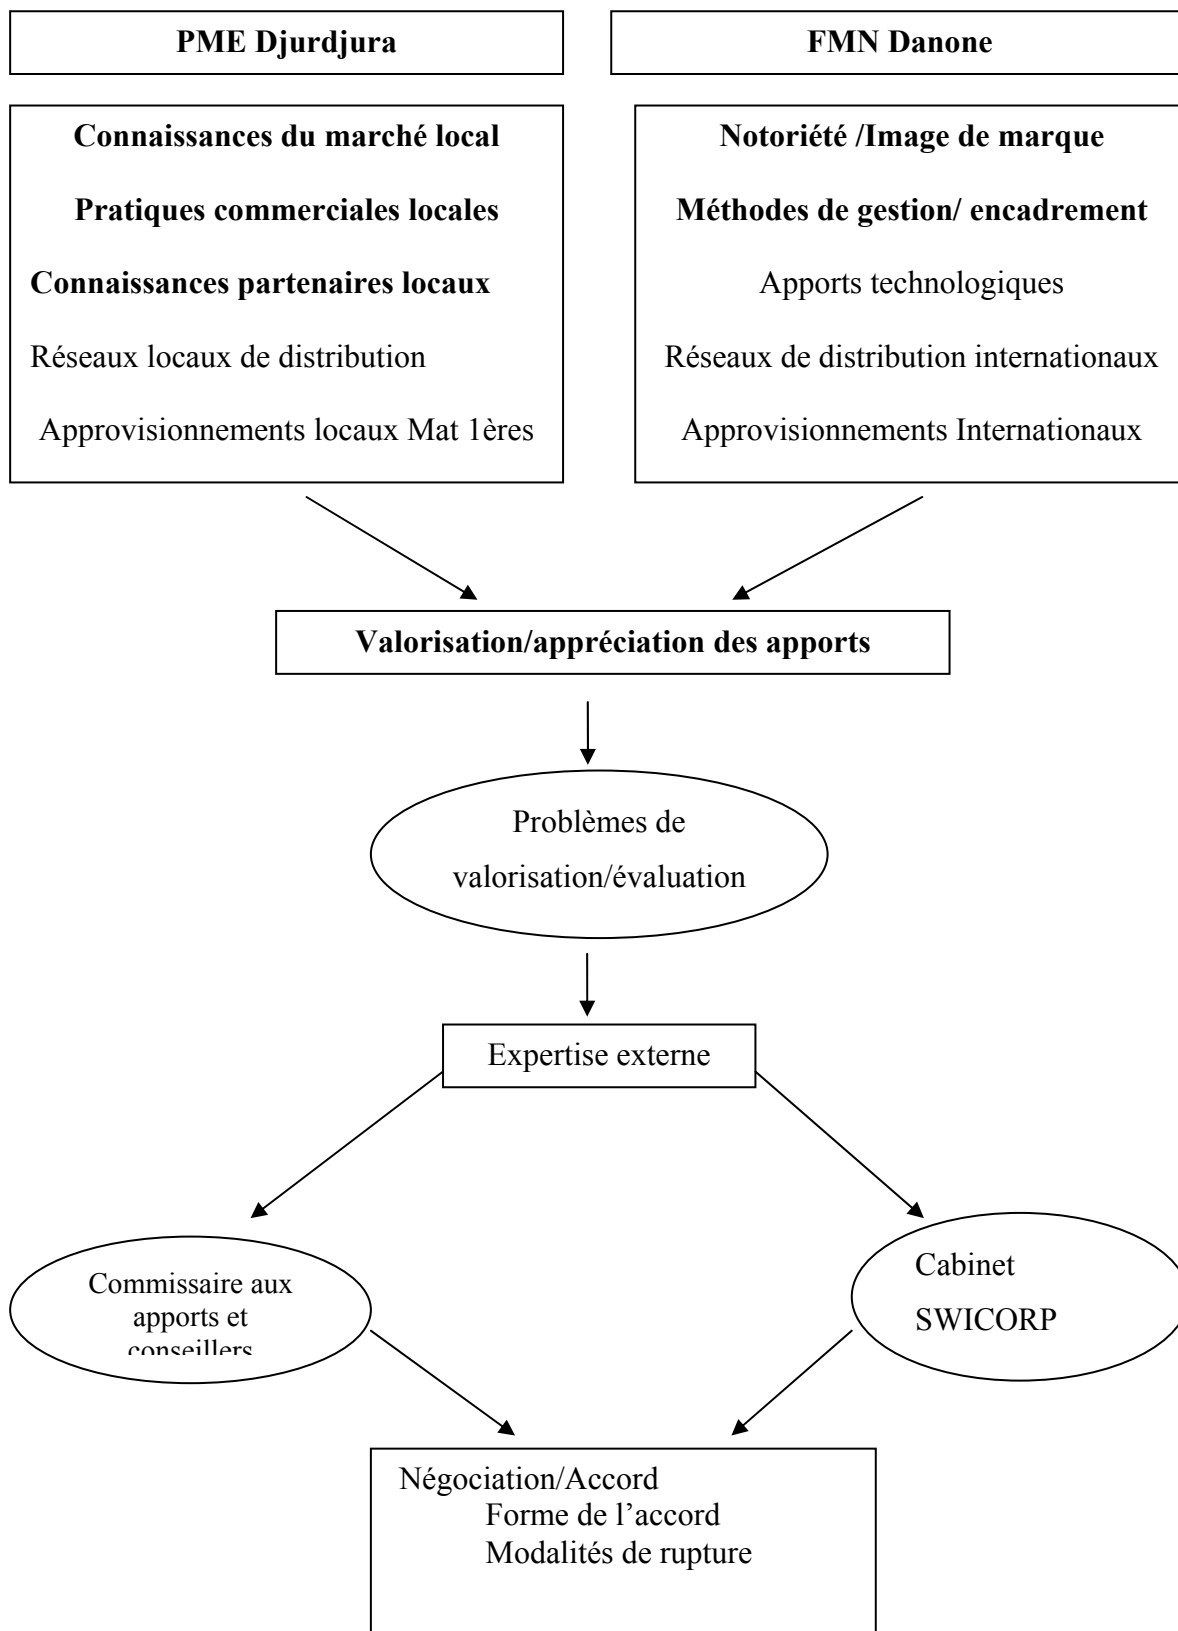 PME Djurdjura
FMN Danone
Connaissances du marché local
Pratiques commerciales locales
Connaissances partenaires locaux
Réseaux locaux de distribution
Approvisionnements locaux Mat 1ères
Notoriété /Image de marque
Méthodes de gestion/ encadrement
Apports technologiques
Réseaux de distribution internationaux
Approvisionnements Internationaux
Valorisation/appréciation des apports
Problèmes de
valorisation/évaluation
Expertise externe
Commissaire aux
apports et
conseillers
Cabinet
SWICORP
Négociation/Accord
Forme de l’accord
Modalités de rupture